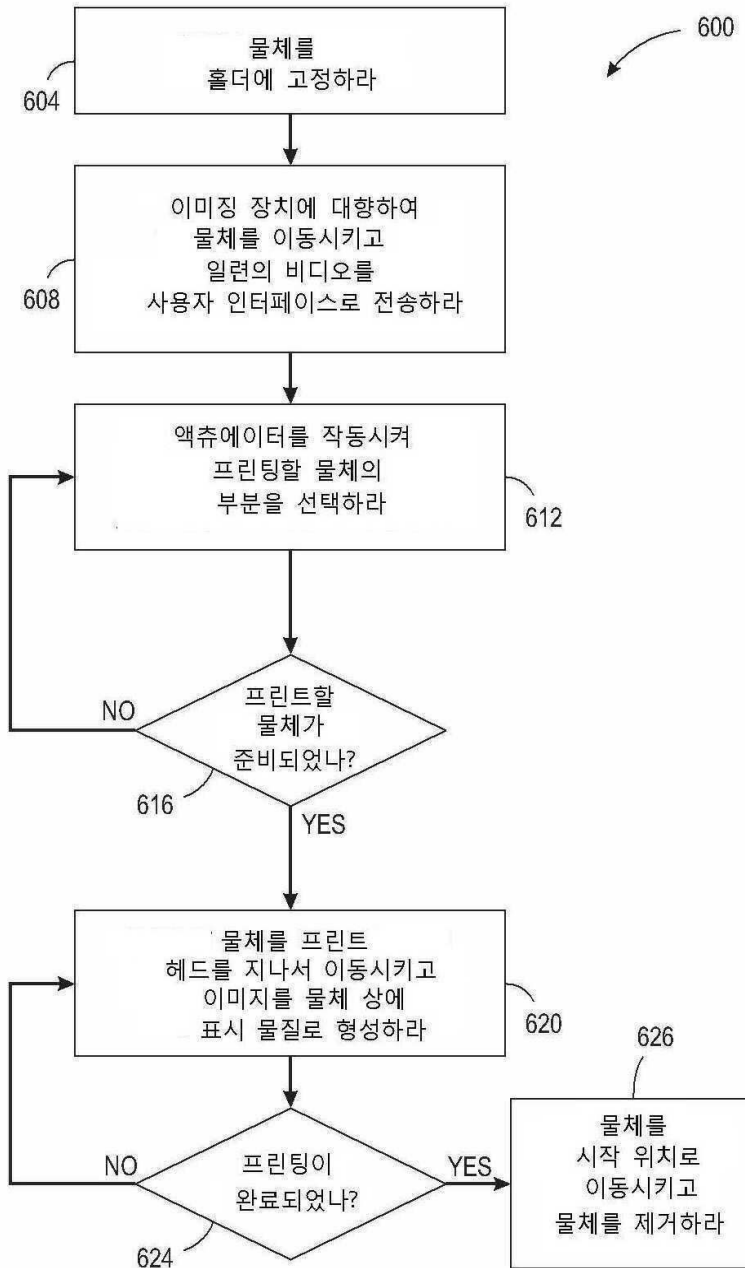 600
물체를
홀더에 고정하라
604
이미징 장치에 대향하여
물체를 이동시키고
일련의 비디오를
사용자 인터페이스로 전송하라
608
액츄에이터를 작동시켜
프린팅할 물체의
부분을 선택하라
612
프린트할
물체가
준비되었나?
NO
616
YES
물체를 프린트
헤드를 지나서 이동시키고
이미지를 물체 상에
표시 물질로 형성하라
620
프린팅이
완료되었나?
NO
YES
624
626
물체를
시작 위치로
이동시키고
물체를 제거하라